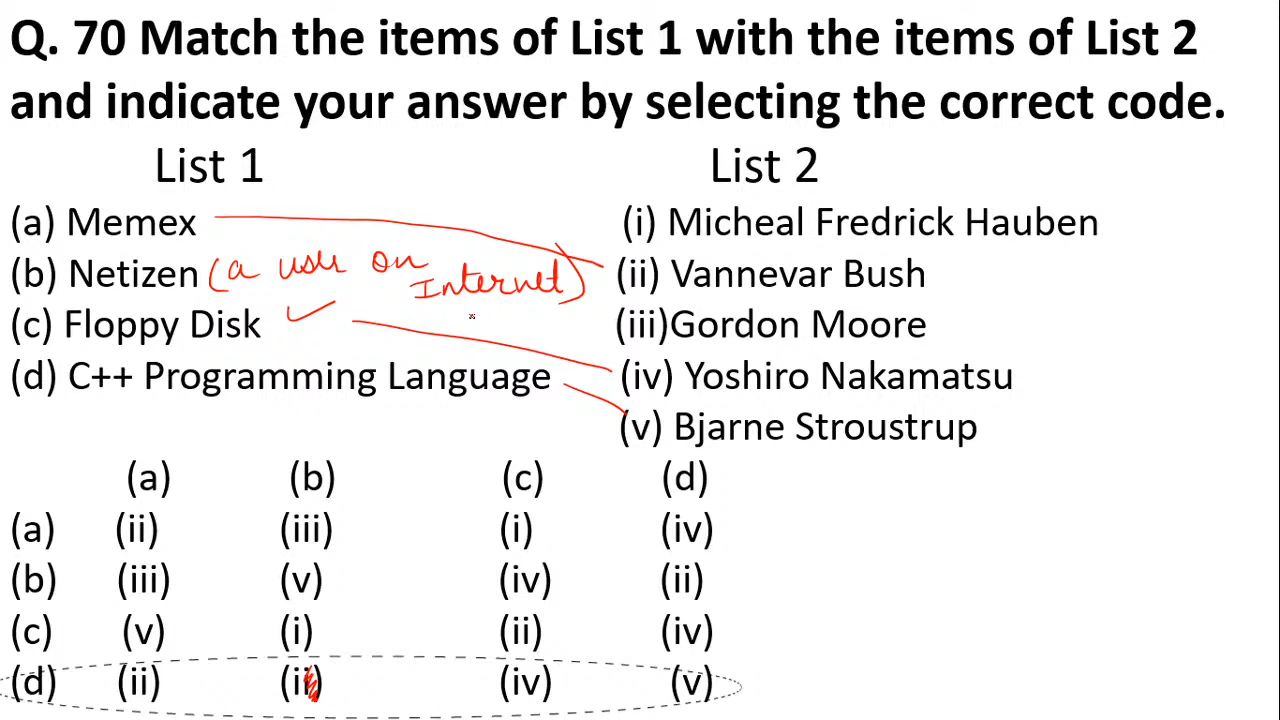 Q. 70 Match the items of List 1 with the items of List 2
and indicate your answer by selecting the correct code.
List 1 List 2
(a) Memex (i) Micheal Fredrick Hauben
(b) Netizen (a user on Internet) (ii) Vannevar Bush
(c) Floppy Disk (iii)Gordon Moore
(d) C++ Programming Language (iv) Yoshiro Nakamatsu
(v) Bjarne Stroustrup
(a) (b) (c) (d)
(a) (ii) (iii) (i) (iv)
(b) (iii) (v) (iv) (ii)
(c) (v) (i) (ii) (iv)
(d) (ii) (ii) (iv) (v)